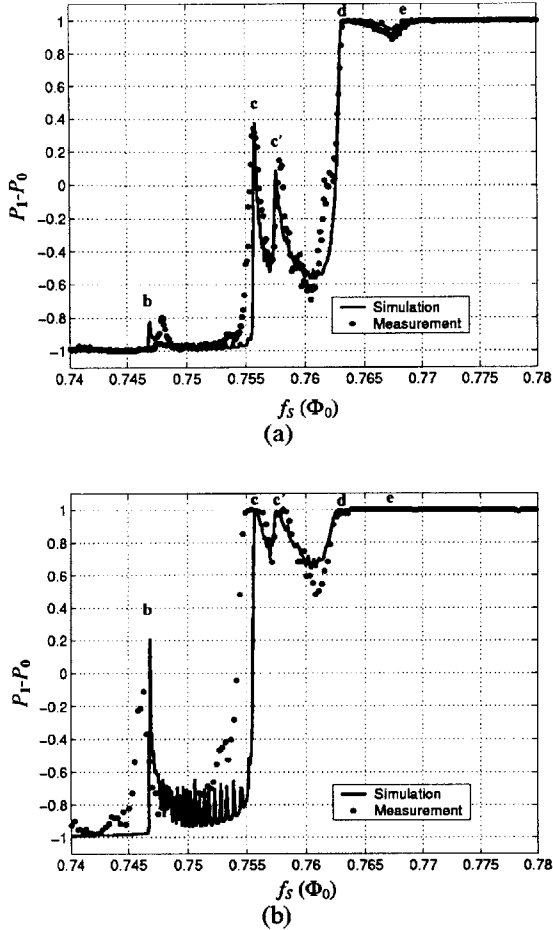 d
e
1
0.8
0.6
0.4
0.2
0
−0.2
−0.4
−0.6
−0.8
−1
P₁-P₀
c
c'
b
Simulation
Measurement
0.74 0.745 0.75 0.755 0.76 0.765 0.77 0.775 0.78
fS (Φ₀)
(a)
c c' d e
1
0.8
0.6
0.4
0.2
0
−0.2
−0.4
−0.6
−0.8
−1
P₁-P₀
b
Simulation
Measurement
0.74 0.745 0.75 0.755 0.76 0.765 0.77 0.775 0.78
fS (Φ₀)
(b)